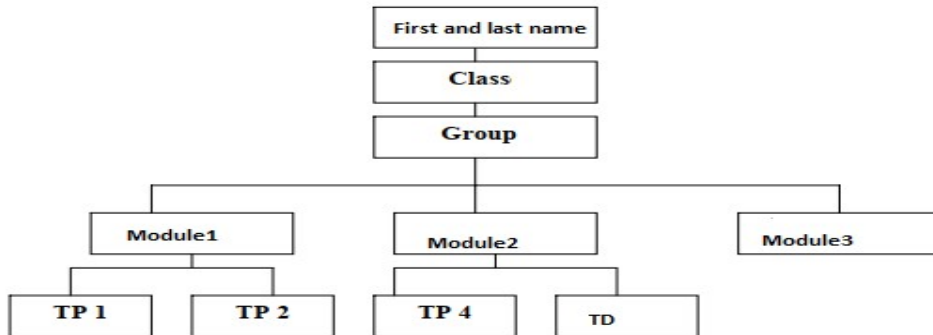 First and last name
Class
Group
Module1
Module2
Module3
TP 1
TP 2
TP 4
TD